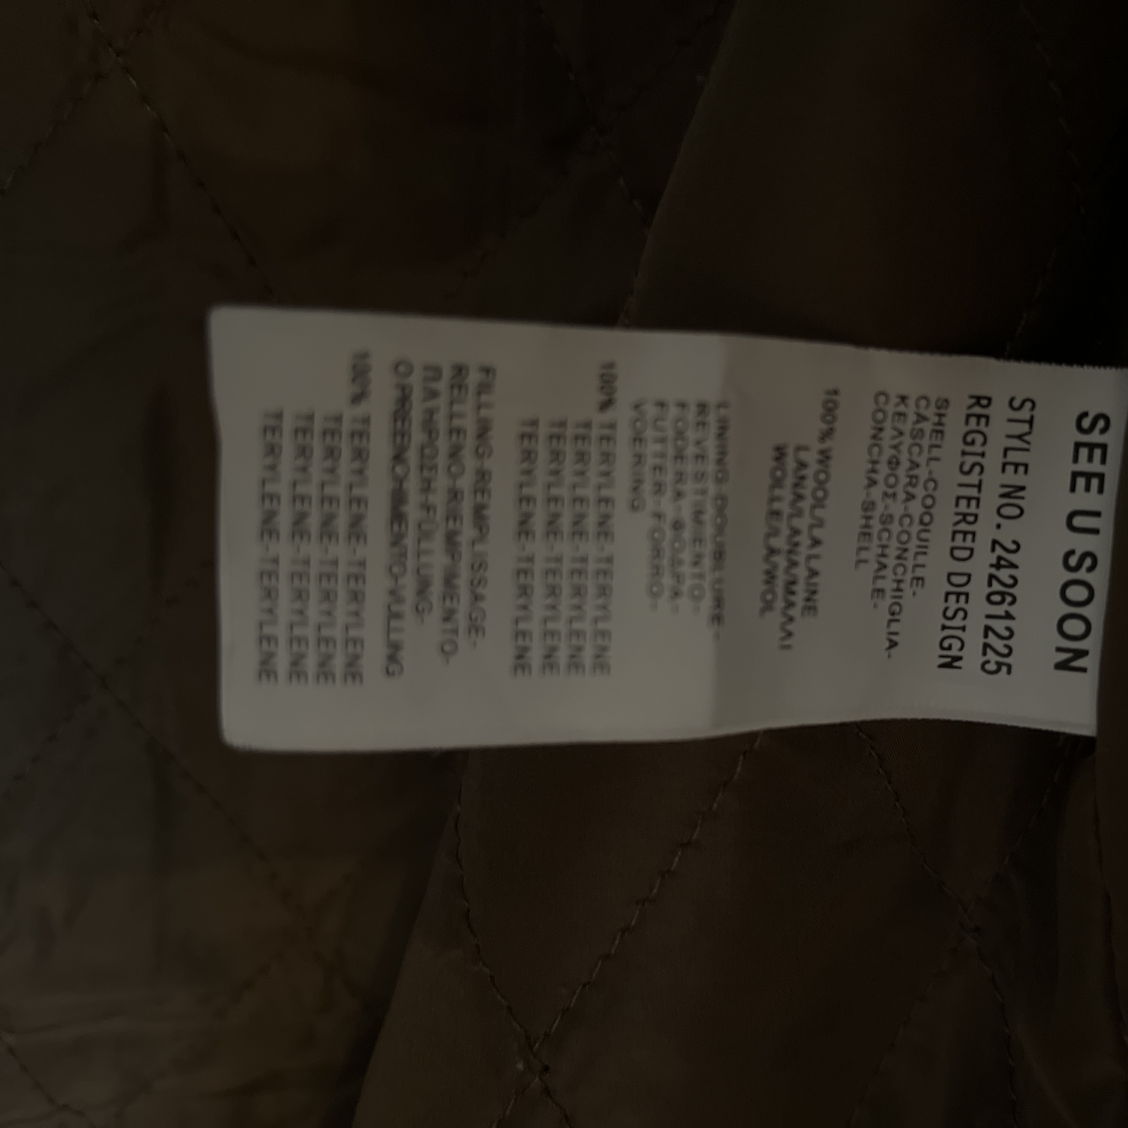 SEE U SOON
STYLE NO. 24261225
REGISTERED DESIGN
SHELL-COQUILLE-
CÁSCARA-CONCHIGLIA-
ΚΕΛΥΦΟΣ-SCHALE-
CONCHA-SHELL
100% WOOL/LA LAINE
LANA/LANA/ΜΑΛΛΙ
WOLLE/LÃ/WOL
LINING-DOUBLURE-
REVESTIMENTO-
FODERA-ΦΟΔΡΑ-
FUTTER-FORRO-
VOERING
100% TERYLENE-TERYLENE
TERYLENE-TERYLENE
TERYLENE-TERYLENE
TERYLENE-TERYLENE
FILLING-REMPLISSAGE-
RELLENO-RIEMPIMENTO-
ΠΛΗΡΩΣΗ-FÜLLUNG-
O PREENCHIMENTO-VULLING
100% TERYLENE-TERYLENE
TERYLENE-TERYLENE
TERYLENE-TERYLENE
TERYLENE-TERYLENE